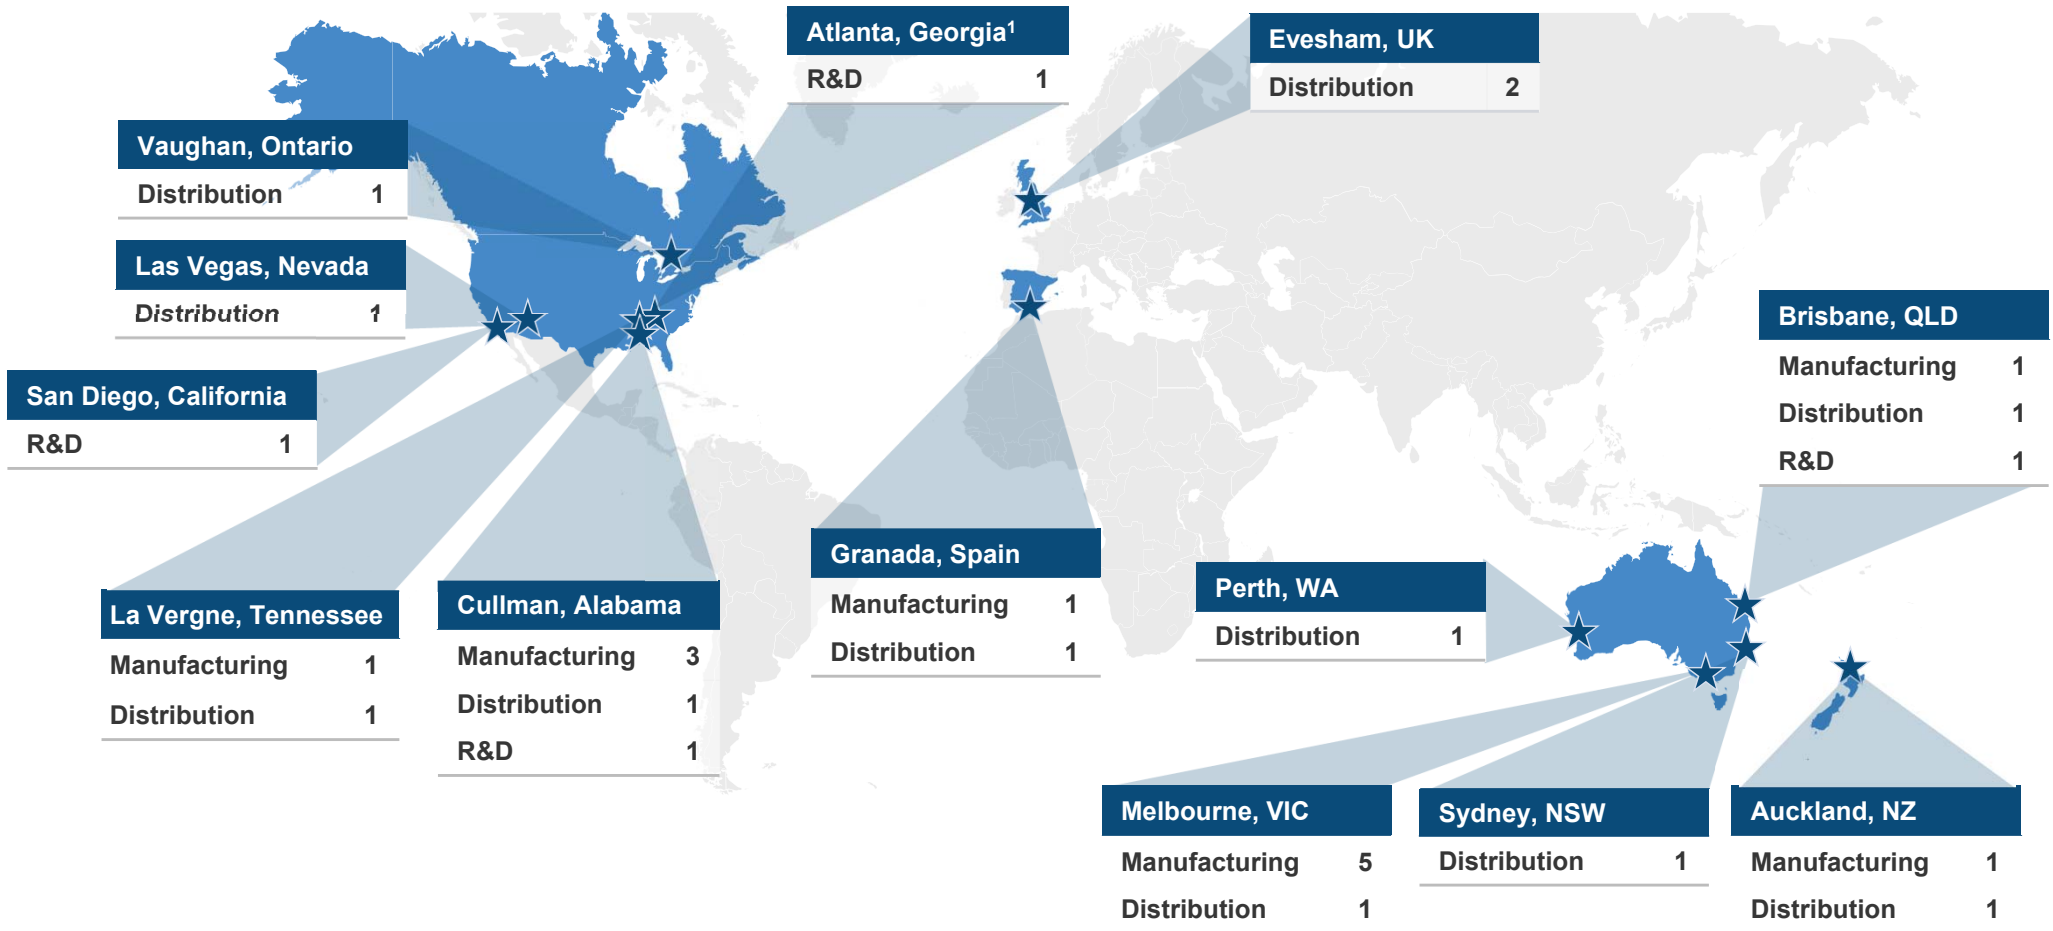 Atlanta, Georgia¹
R&D 1
Evesham, UK
Distribution 2
Vaughan, Ontario
Distribution 1
Las Vegas, Nevada
Distribution 1
San Diego, California
R&D 1
Brisbane, QLD
Manufacturing 1
Distribution 1
R&D 1
La Vergne, Tennessee
Manufacturing 1
Distribution 1
Cullman, Alabama
Manufacturing 3
Distribution 1
R&D 1
Granada, Spain
Manufacturing 1
Distribution 1
Perth, WA
Distribution 1
Melbourne, VIC
Manufacturing 5
Distribution 1
Sydney, NSW
Distribution 1
Auckland, NZ
Manufacturing 1
Distribution 1